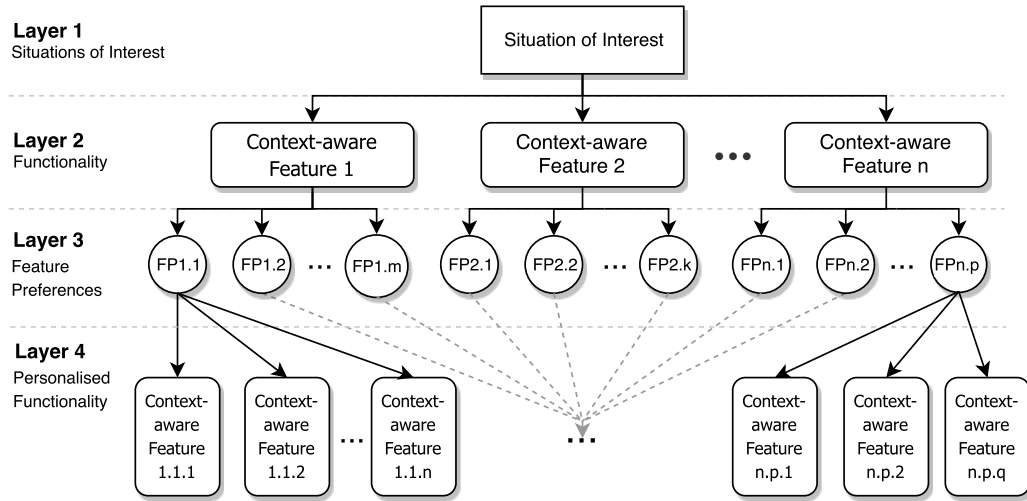 Layer 1
Situations of Interest
Situation of Interest
Layer 2
Functionality
Context-aware
Feature 1
Context-aware
Feature 2
...
Context-aware
Feature n
Layer 3
Feature
Preferences
FP1.1
FP1.2
...
FP1.m
FP2.1
FP2.2
...
FP2.k
FPn.1
FPn.2
...
FPn.p
Layer 4
Personalised
Functionality
Context-
aware
Feature
1.1.1
Context-
aware
Feature
1.1.2
...
Context-
aware
Feature
1.1.n
...
Context-
aware
Feature
n.p.1
Context-
aware
Feature
n.p.2
Context-
aware
Feature
n.p.q